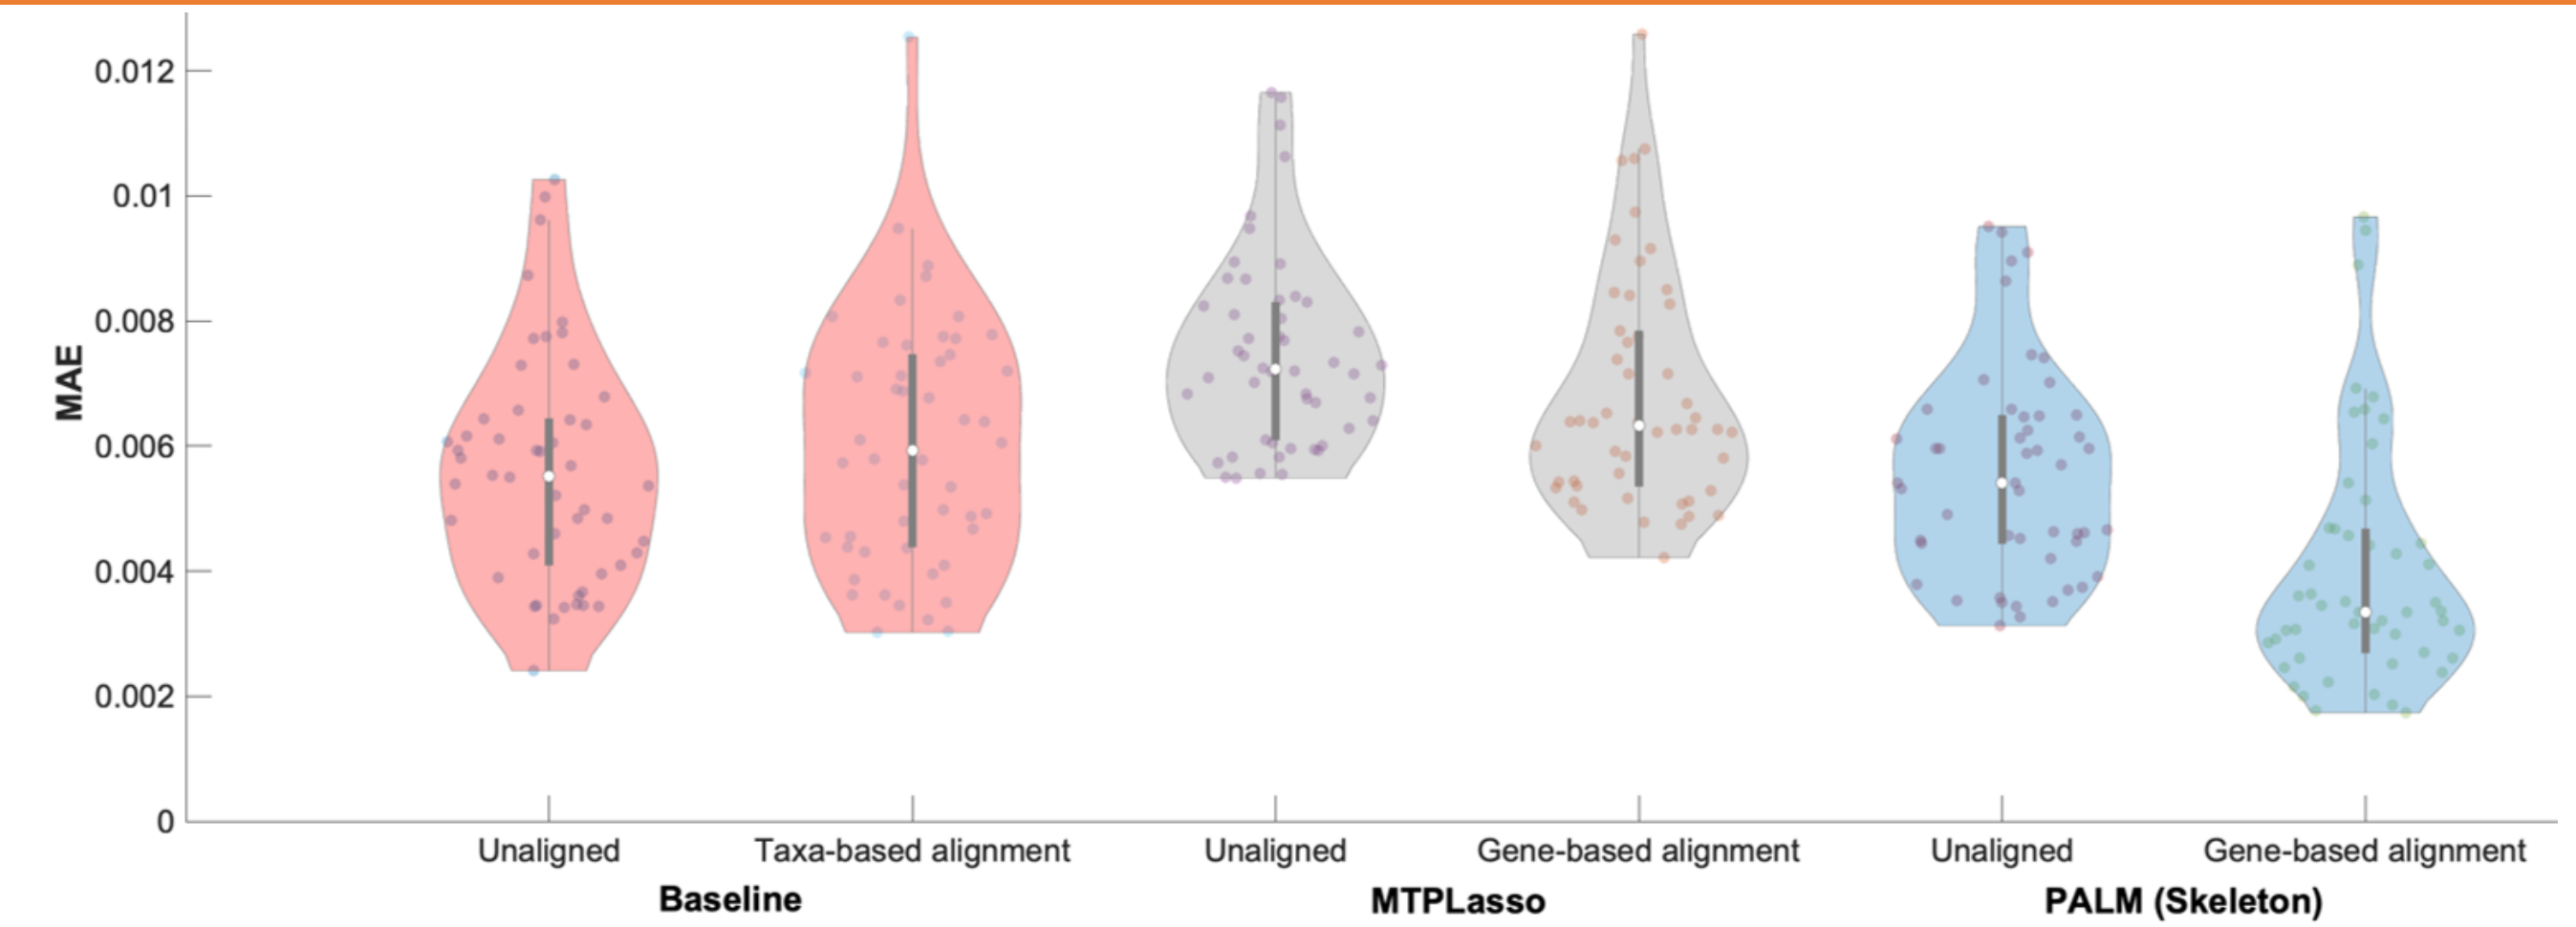 MAE
0.012
0.01
0.008
0.006
0.004
0.002
0
Unaligned Taxa-based alignment Unaligned Gene-based alignment Unaligned Gene-based alignment
Baseline MTPLasso PALM (Skeleton)